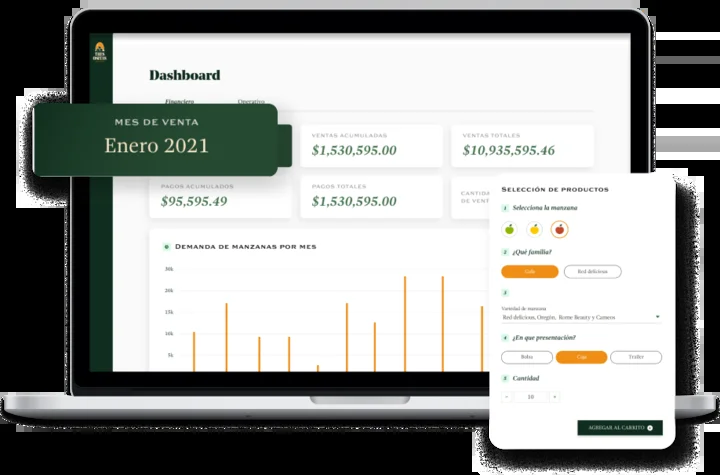 Dashboard
Financiero
Operativo
MES DE VENTA
Enero 2021
VENTAS ACUMULADAS
$1,530,595.00
VENTAS TOTALES
$10,935,595.46
PAGOS ACUMULADOS
$95,595.49
PAGOS TOTALES
$1,530,595.00
CANTIDA
DE VENT
DEMANDA DE MANZANAS POR MES
30k
20k
15k
10k
5k
SELECCIÓN DE PRODUCTOS
1 Selecciona la manzana
2 ¿Qué familia?
Gala
Red delicious
3
Variedad de manzana
Red delicious, Oregón, Rome Beauty y Cameos
4 ¿En que presentación?
Bolsa
Caja
Tráiler
5 Cantidad
- 10 +
AGREGAR AL CARRITO